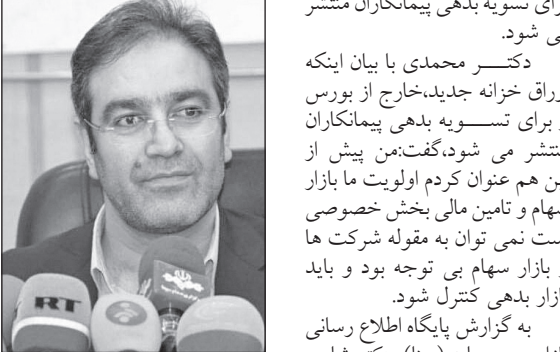 برای تسویه بدهی پیمانکاران منتشر
شود.
دکتر محمدی با بیان اینکه
خزانه جدید،خارج از بورس
برای تسویه بدهی پیمانکاران
منتشر می شود،گفت:من پیش از
هم عنوان کردم اولویت ما بازار
سهام و تامین مالی بخش خصوصی
است نمی توان به مقوله شرکت ها
بازار سهام بی توجه بود و باید
بازار بدهی کنترل شود.
به گزارش پایگاه اطلاع رسانی
RT